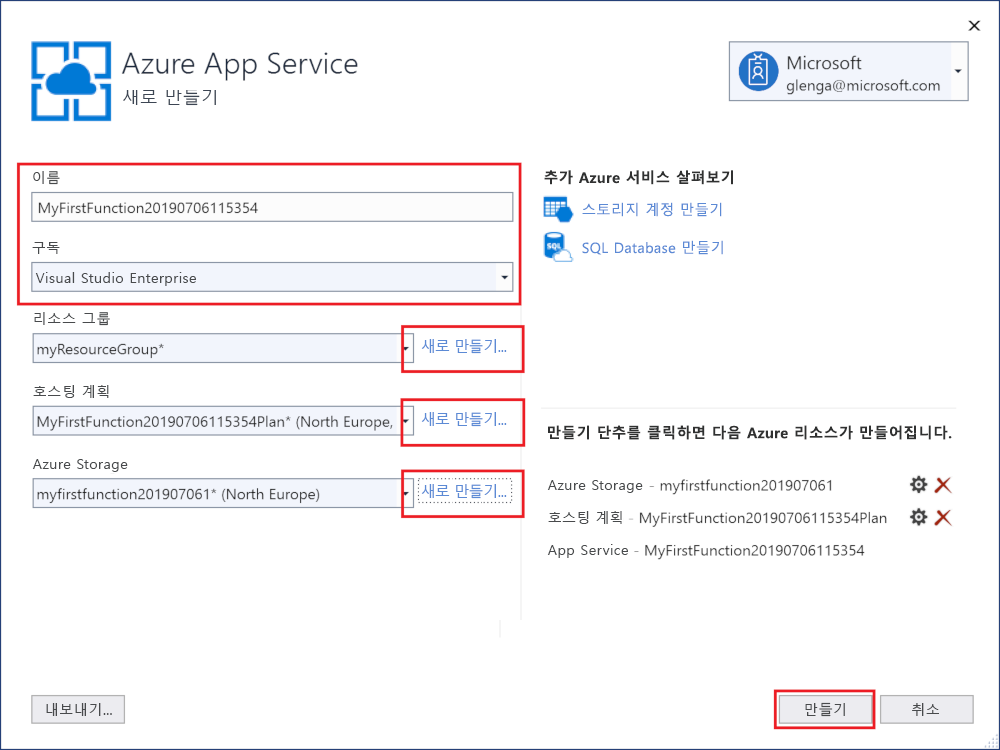 Azure App Service
새로 만들기
Microsoft
glenga@microsoft.com
이름
MyFirstFunction20190706115354
구독
Visual Studio Enterprise
리소스 그룹
myResourceGroup*
새로 만들기...
호스팅 계획
MyFirstFunction20190706115354Plan* (North Europe,
새로 만들기...
Azure Storage
myfirstfunction201907061* (North Europe)
새로 만들기...
추가 Azure 서비스 살펴보기
스토리지 계정 만들기
SQL
SQL Database 만들기
만들기 단추를 클릭하면 다음 Azure 리소스가 만들어집니다.
Azure Storage - myfirstfunction201907061
호스팅 계획 - MyFirstFunction20190706115354Plan
App Service - MyFirstFunction20190706115354
내보내기...
만들기
취소